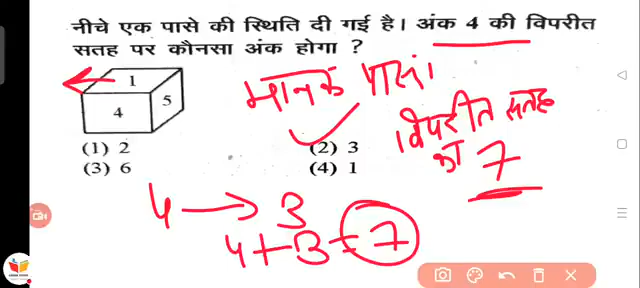 नीचे एक पासे की स्थिति दी गई है। अंक 4 की विपरीत
सतह पर कौनसा अंक होगा ?
1
4
5
मानक पासा
विपरीत सतह
का 7
(1) 2
(2) 3
(3) 6
(4) 1
4 → 3
4+3=7